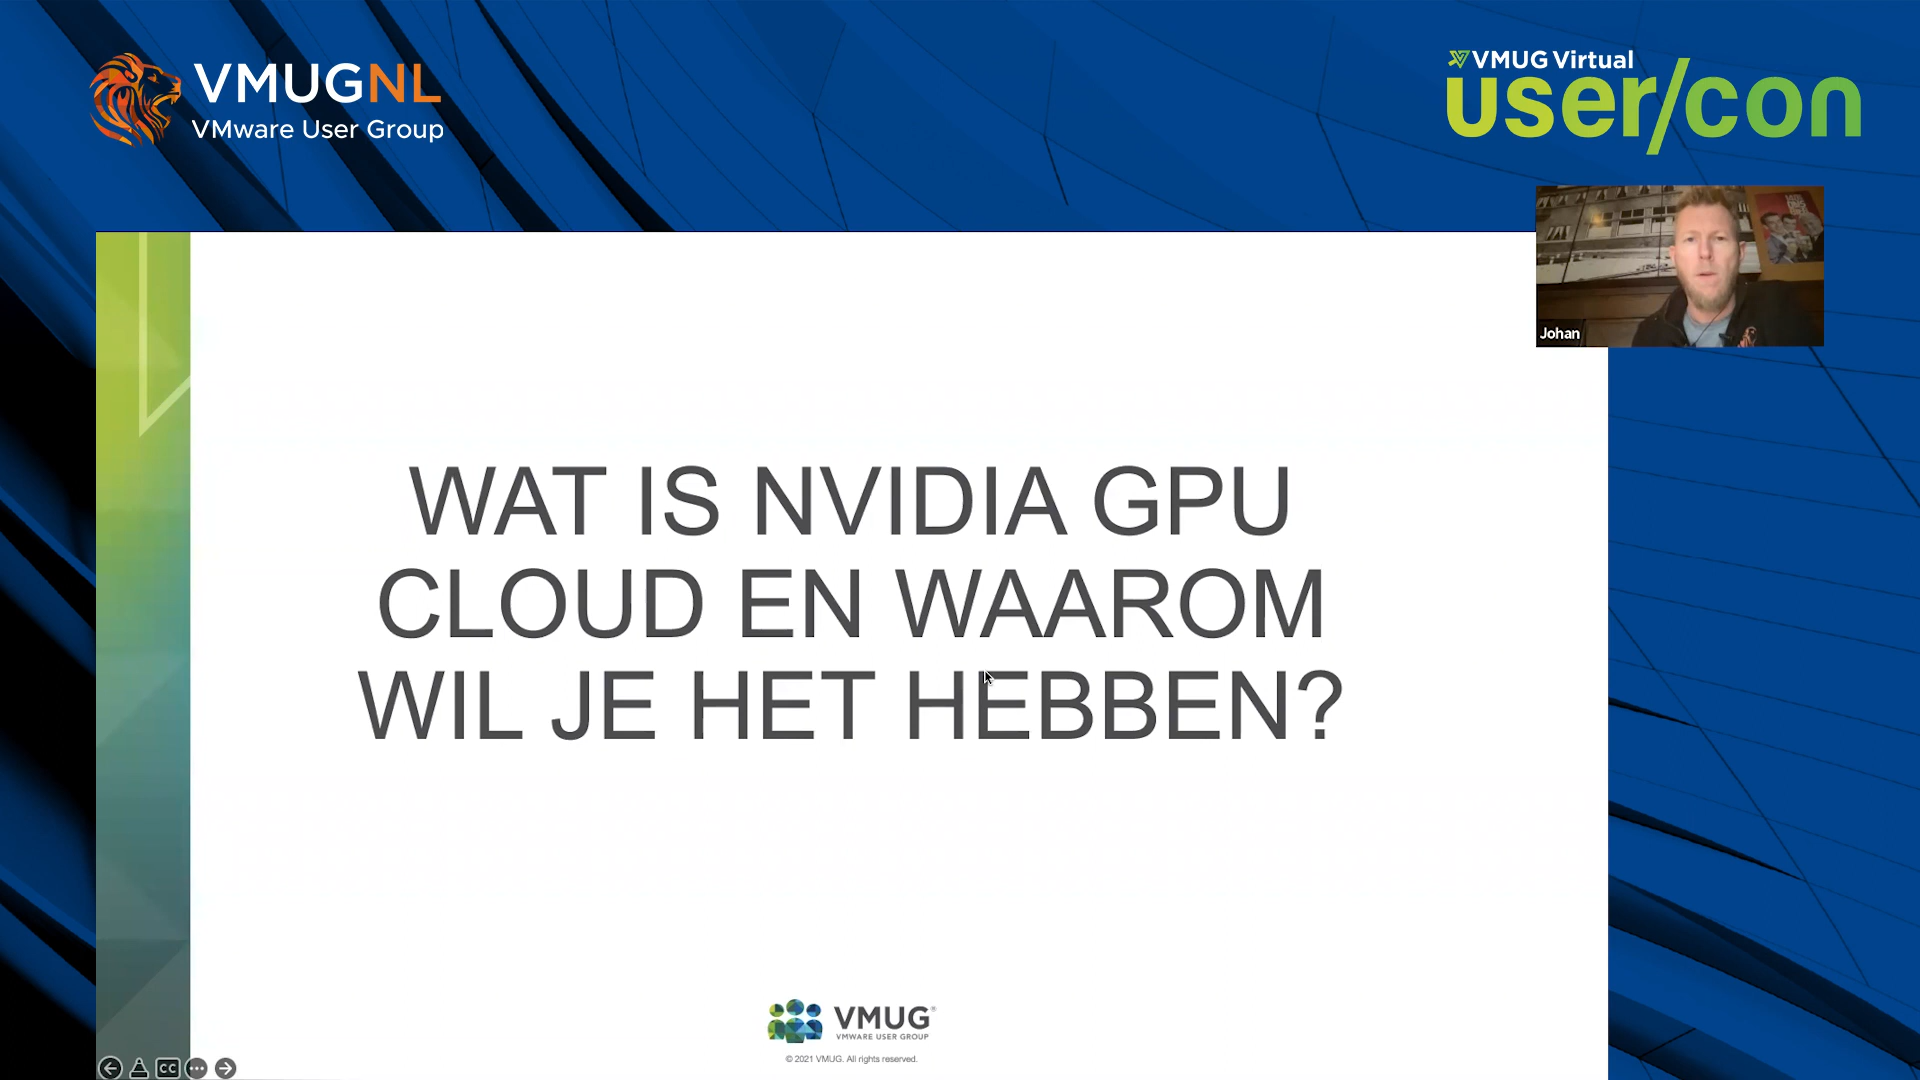 VMUGNL
VMware User Group
VMUG Virtual
user/con
Johan
WAT IS NVIDIA GPU
CLOUD EN WAAROM
WIL JE HET HEBBEN?
VMUG®
VMWARE USER GROUP
© 2021 VMUG. All rights reserved.
CC